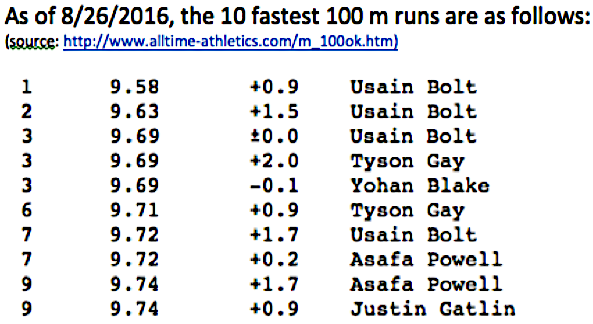 As of 8/26/2016, the 10 fastest 100 m runs are as follows:
(source: http://www.alltime-athletics.com/m_100ok.htm)
1 9.58 +0.9 Usain Bolt
2 9.63 +1.5 Usain Bolt
3 9.69 ±0.0 Usain Bolt
3 9.69 +2.0 Tyson Gay
3 9.69 -0.1 Yohan Blake
6 9.71 +0.9 Tyson Gay
7 9.72 +1.7 Usain Bolt
7 9.72 +0.2 Asafa Powell
9 9.74 +1.7 Asafa Powell
9 9.74 +0.9 Justin Gatlin